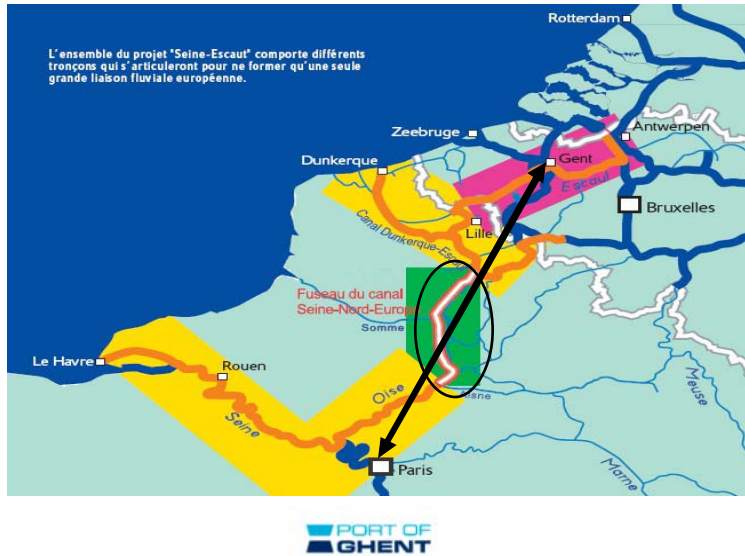 Rotterdam
L'ensemble du projet "Seine-Escaut" comporte différents
tronçons qui s'articuleront pour ne former qu'une seule
grande liaison fluviale européenne.
Zeebruge
Antwerpen
Dunkerque
Gent
Escaut
Bruxelles
Lille
Canal Dunkerque-Escaut
Fuseau du canal
Seine-Nord-Europe
Somme
Le Havre
Rouen
Oise
Aisne
Meuse
Seine
Paris
Marne
PORT OF
GHENT